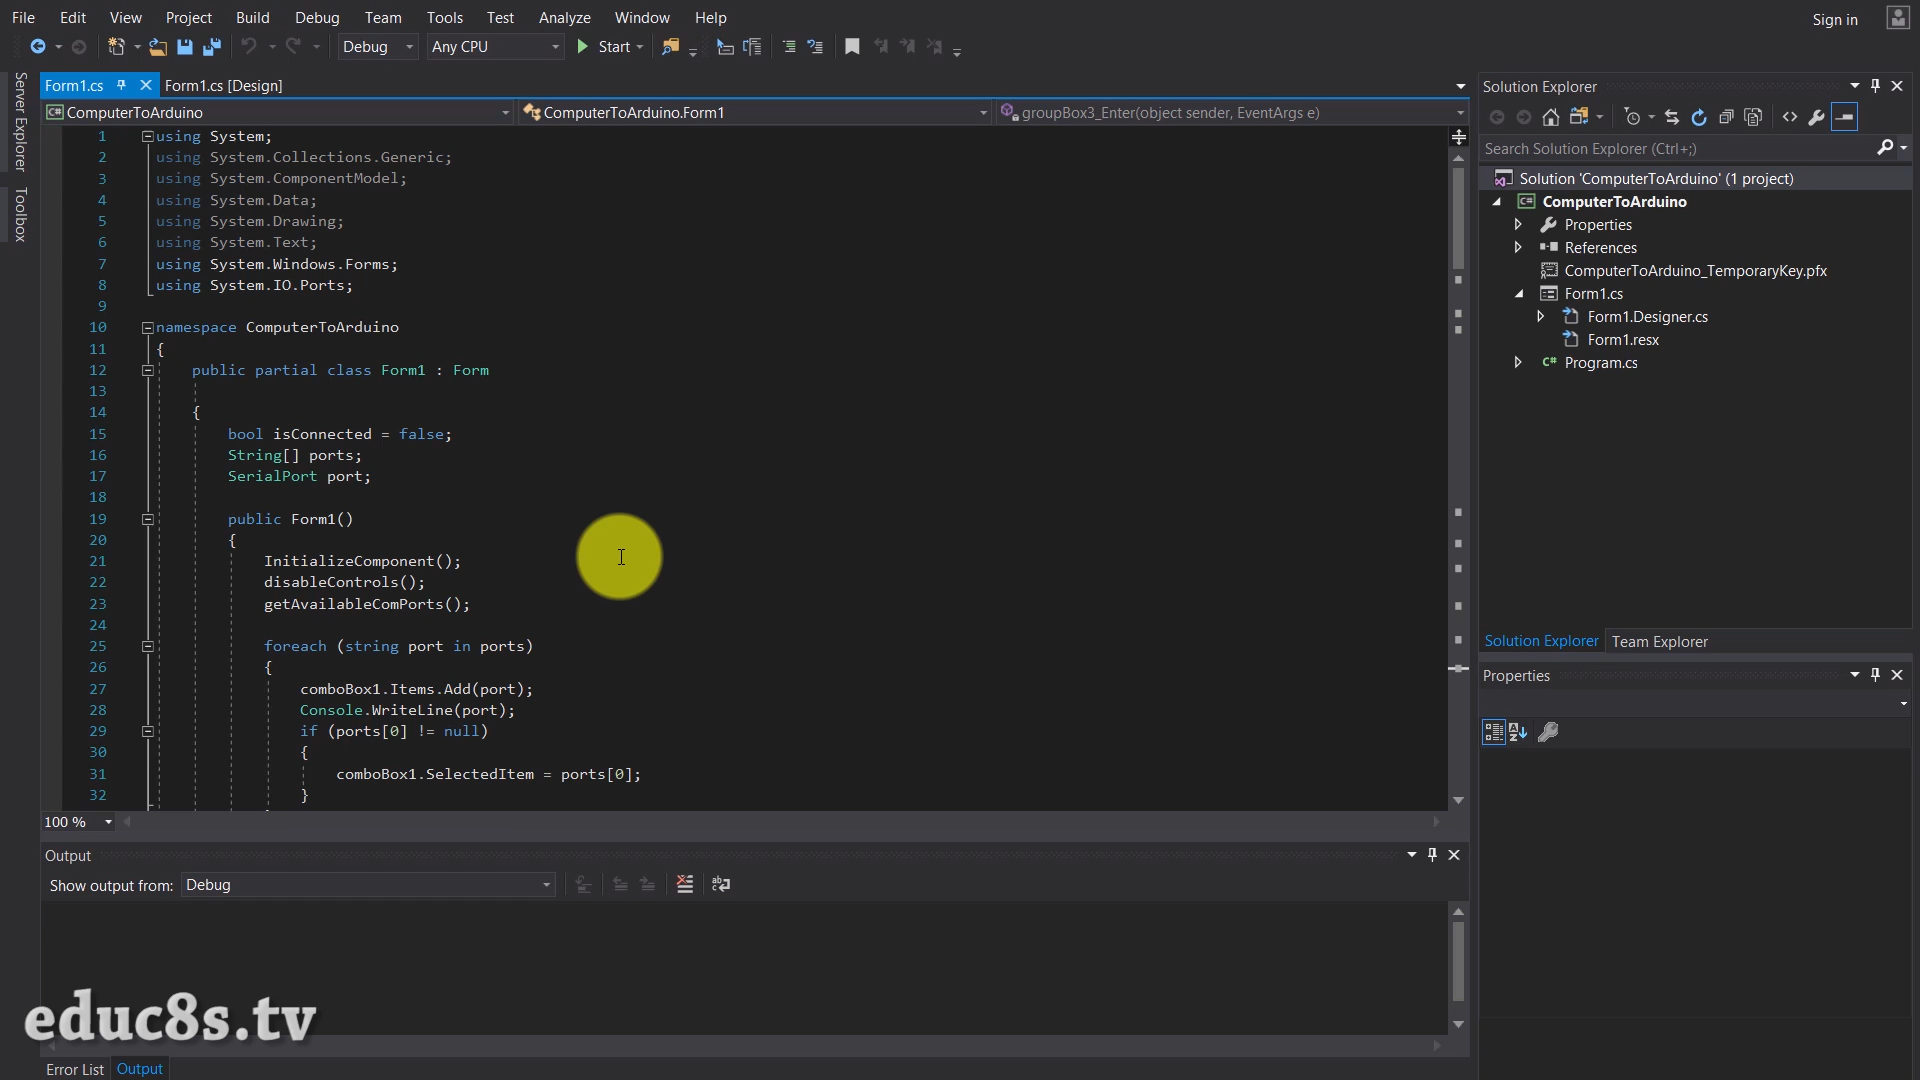 File Edit View Project Build Debug Team Tools Test Analyze Window Help
Sign in
Debug Any CPU Start
Server Explorer
Toolbox
Form1.cs Form1.cs [Design]
ComputerToArduino ComputerToArduino.Form1 groupBox3_Enter(object sender, EventArgs e)
1 using System;
2 using System.Collections.Generic;
3 using System.ComponentModel;
4 using System.Data;
5 using System.Drawing;
6 using System.Text;
7 using System.Windows.Forms;
8 using System.IO.Ports;
9
10 namespace ComputerToArduino
11 {
12 public partial class Form1 : Form
13
14 {
15 bool isConnected = false;
16 String[] ports;
17 SerialPort port;
18
19 public Form1()
20 {
21 InitializeComponent();
22 disableControls();
23 getAvailableComPorts();
24
25 foreach (string port in ports)
26 {
27 comboBox1.Items.Add(port);
28 Console.WriteLine(port);
29 if (ports[0] != null)
30 {
31 comboBox1.SelectedItem = ports[0];
32 }
100 %
Output
Show output from: Debug
educ8s.tv
Error List Output
Solution Explorer
Search Solution Explorer (Ctrl+;)
Solution 'ComputerToArduino' (1 project)
C# ComputerToArduino
Properties
References
ComputerToArduino_TemporaryKey.pfx
Form1.cs
Form1.Designer.cs
Form1.resx
C# Program.cs
Solution Explorer Team Explorer
Properties